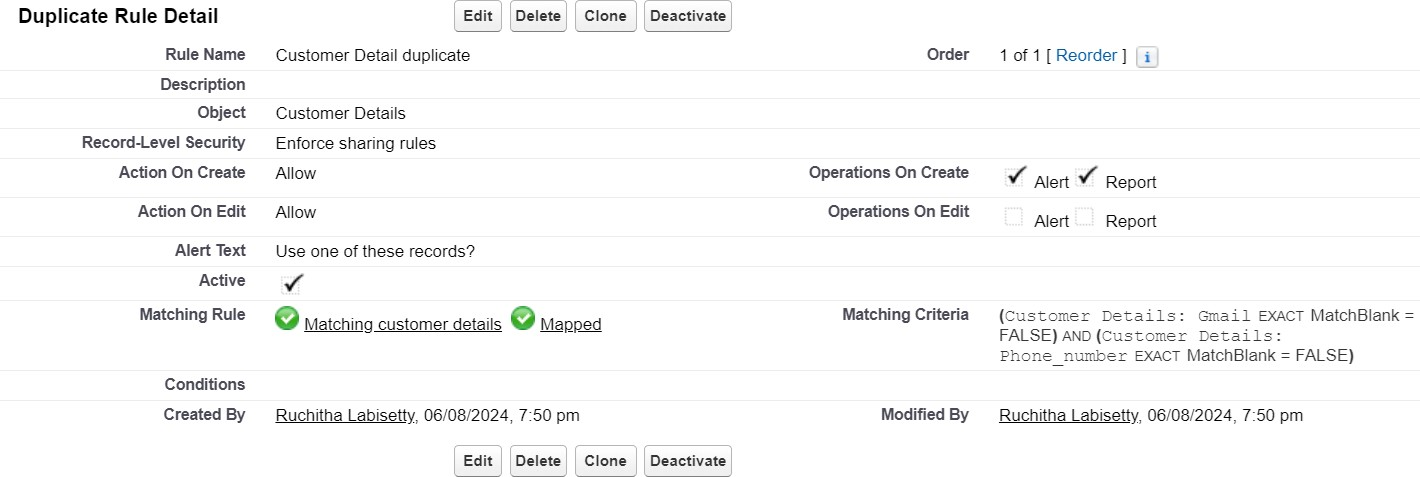 Duplicate Rule Detail
Edit Delete Clone Deactivate
Rule Name Customer Detail duplicate Order 1 of 1 [ Reorder ] i
Description
Object Customer Details
Record-Level Security Enforce sharing rules
Action On Create Allow Operations On Create Alert Report
Action On Edit Allow Operations On Edit Alert Report
Alert Text Use one of these records?
Active
Matching Rule Matching customer details Mapped Matching Criteria (Customer Details: Gmail EXACT MatchBlank =
FALSE) AND (Customer Details:
Phone_number EXACT MatchBlank = FALSE)
Conditions
Created By Ruchitha Labisetty, 06/08/2024, 7:50 pm Modified By Ruchitha Labisetty, 06/08/2024, 7:50 pm
Edit Delete Clone Deactivate